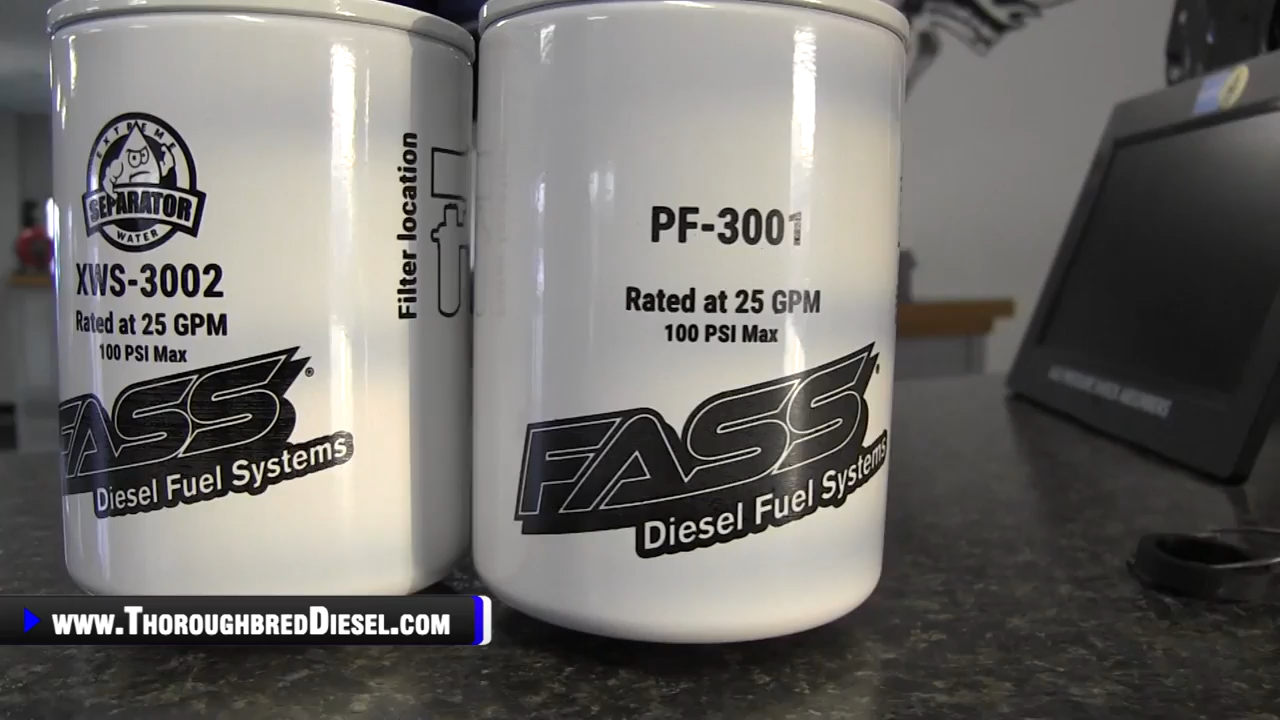 EXTREME
SEPARATOR
WATER
XWS-3002
Rated at 25 GPM
100 PSI Max
FASS®
Diesel Fuel Systems
Filter location
PF-3001
Rated at 25 GPM
100 PSI Max
FASS
Diesel Fuel Systems
www.ThoroughbredDiesel.com